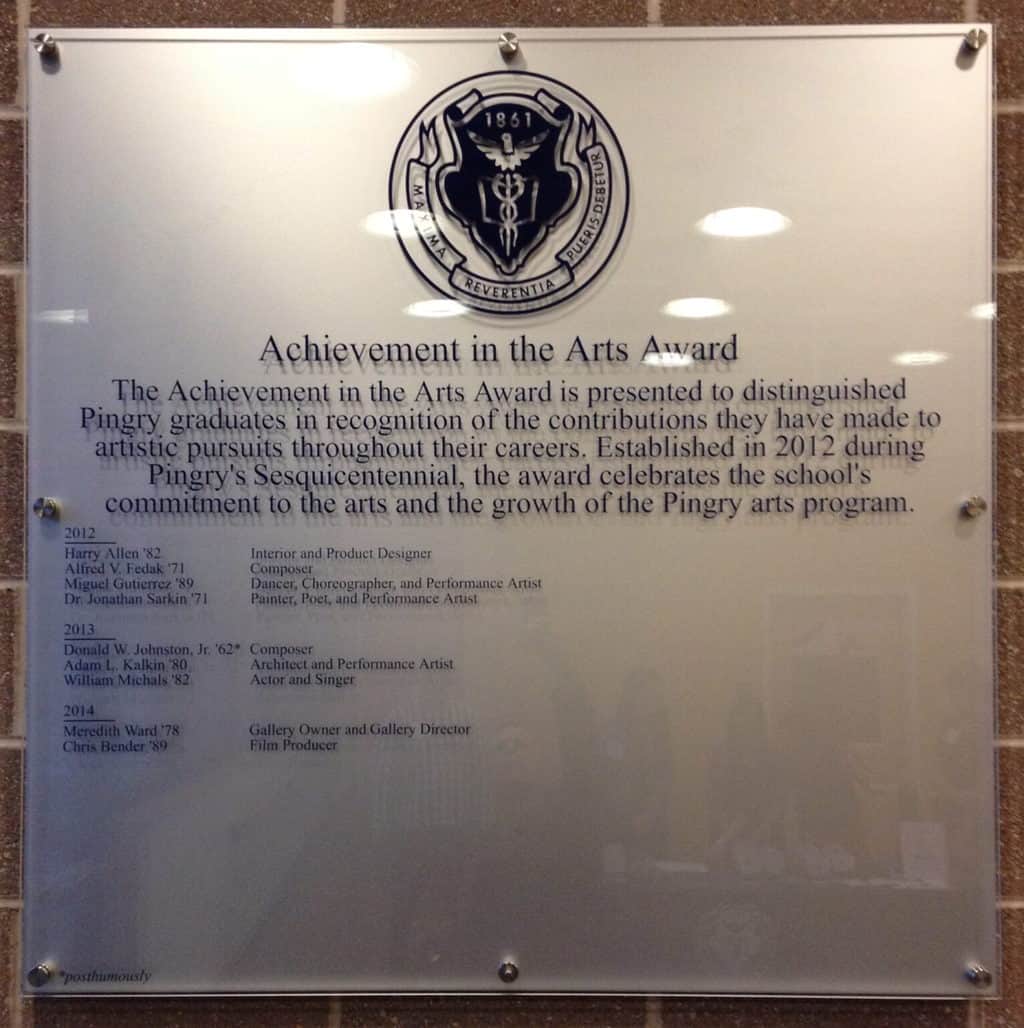 1861
MAXIMA REVERENTIA PUERIS·DEBETUR
Achievement in the Arts Award
The Achievement in the Arts Award is presented to distinguished
Pingry graduates in recognition of the contributions they have made to
artistic pursuits throughout their careers. Established in 2012 during
Pingry's Sesquicentennial, the award celebrates the school's
commitment to the arts and the growth of the Pingry arts program.
2012
Harry Allen '82 Interior and Product Designer
Alfred V. Fedak '71 Composer
Miguel Gutierrez '89 Dancer, Choreographer, and Performance Artist
Dr. Jonathan Sarkin '71 Painter, Poet, and Performance Artist
2013
Donald W. Johnston, Jr. '62* Composer
Adam L. Kalkin '80 Architect and Performance Artist
William Michals '82 Actor and Singer
2014
Meredith Ward '78 Gallery Owner and Gallery Director
Chris Bender '89 Film Producer
*posthumously